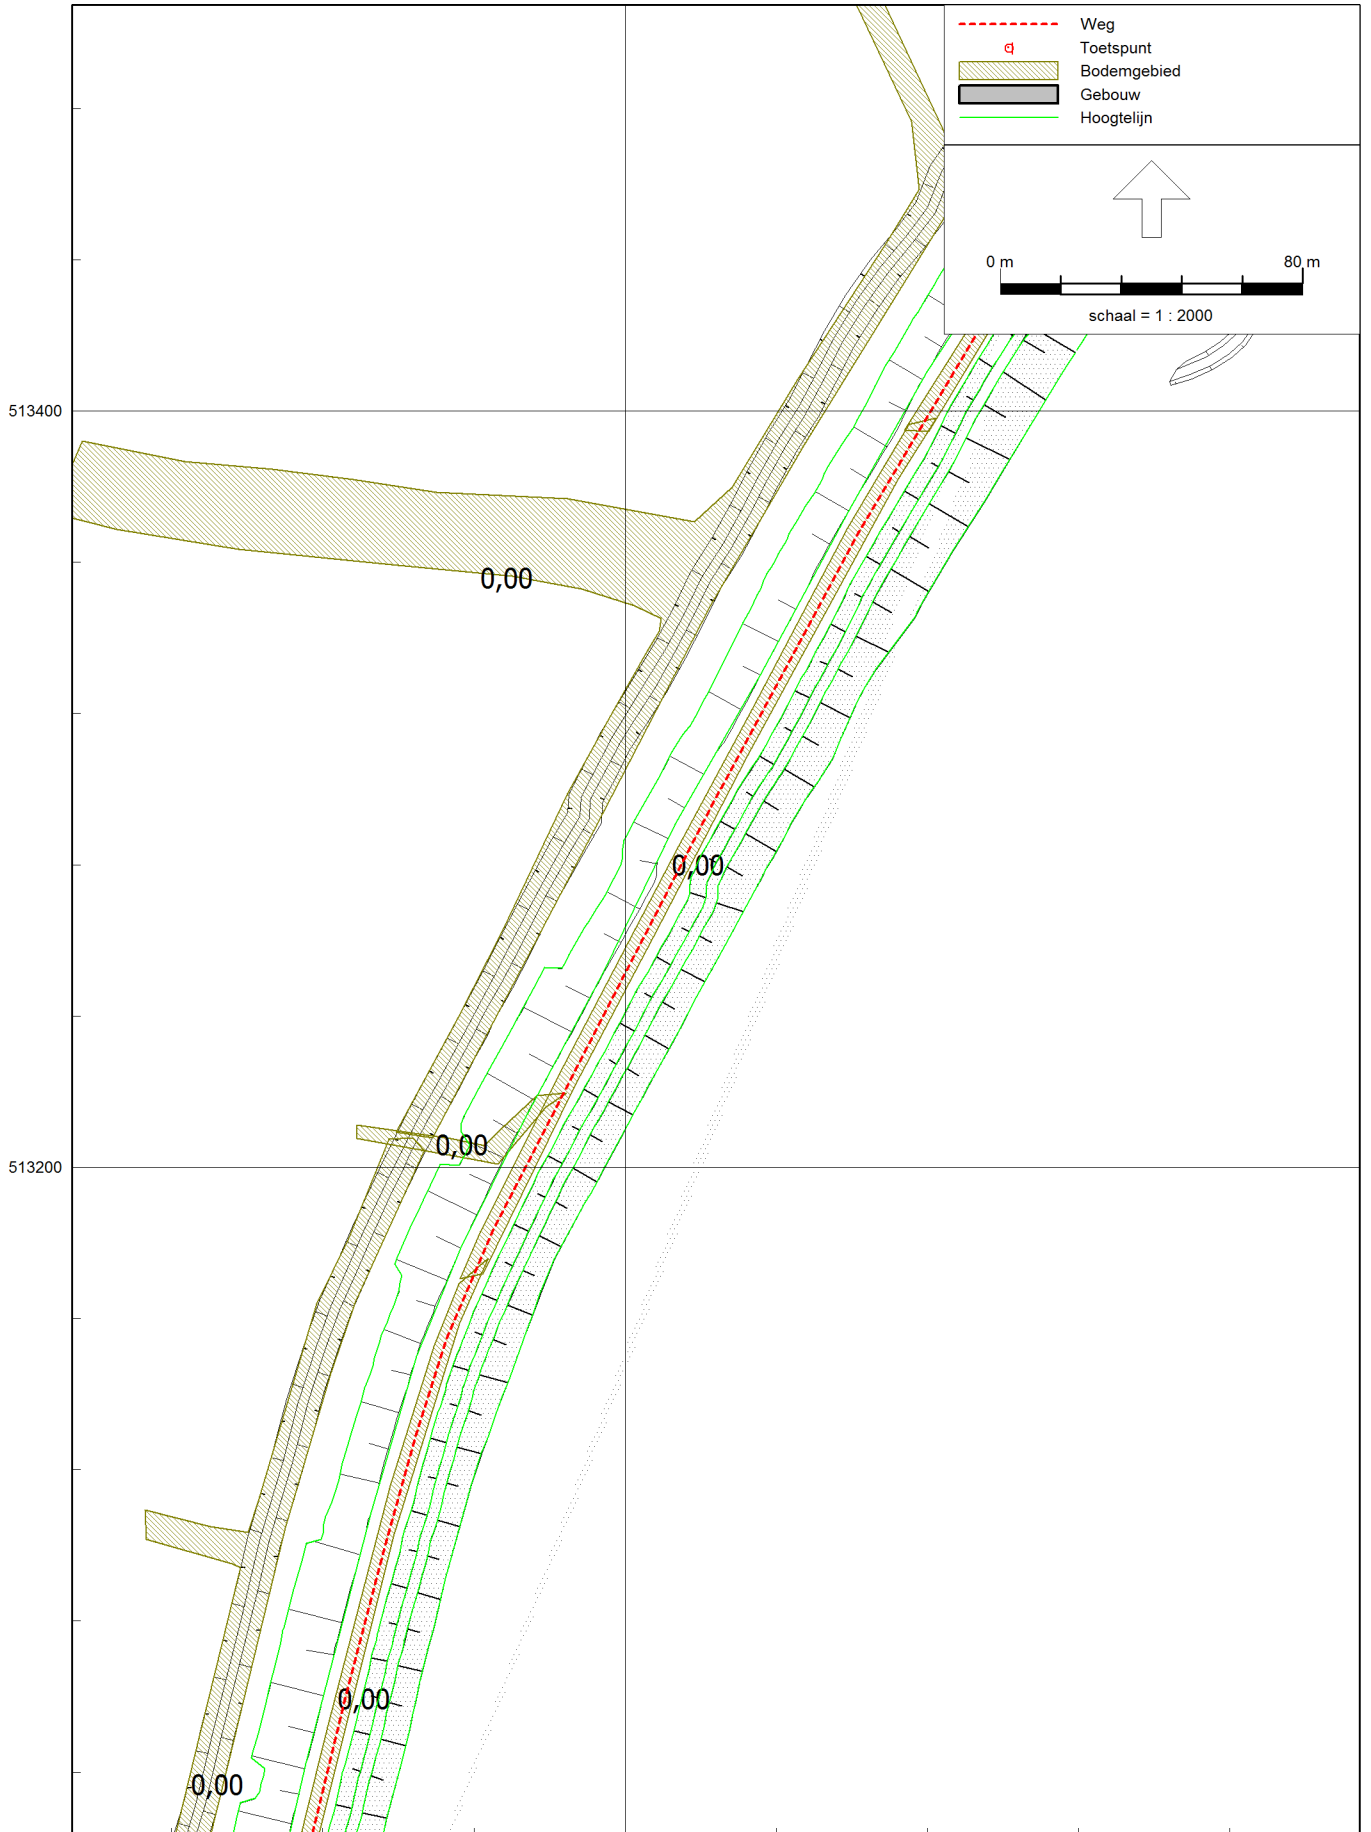 Weg
Toetspunt
Bodemgebied
Gebouw
Hoogtelijn
0 m 80 m
schaal = 1 : 2000
513400
0,00
0,00
0,00
513200
0,00
0,00